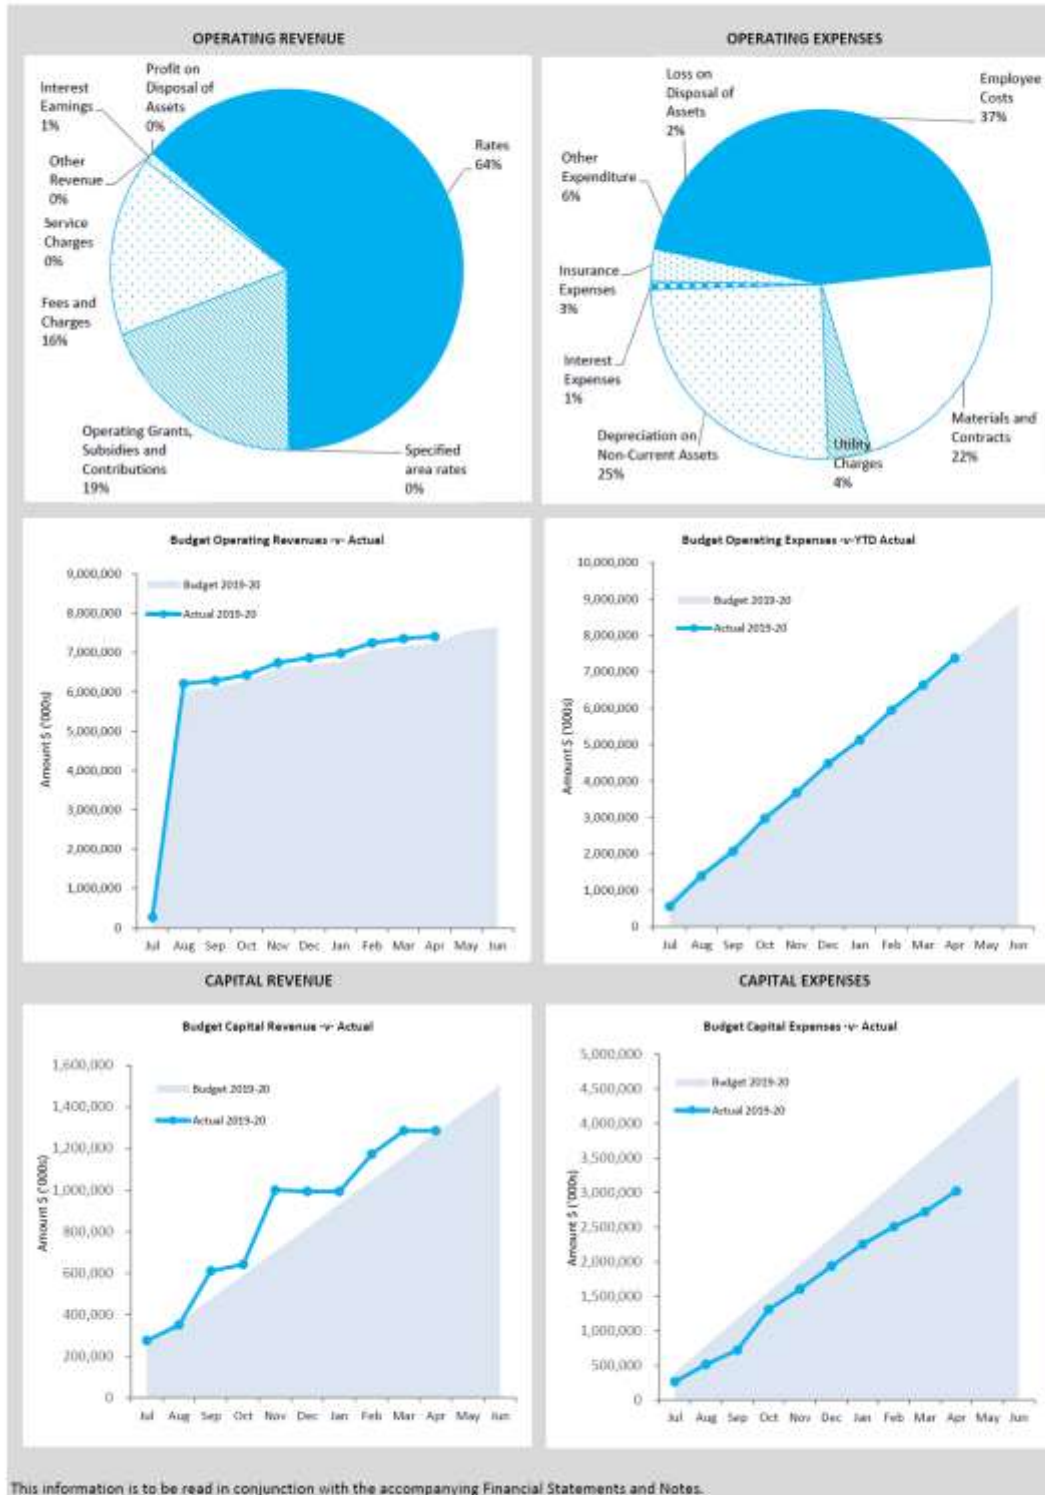 OPERATING REVENUE
Profit on
Disposal of
Assets
0%
Interest
Earnings
1%
Other
Revenue
0%
Service
Charges
0%
Fees and
Charges
16%
Operating Grants,
Subsidies and
Contributions
19%
Specified
area rates
0%
Rates
64%
OPERATING EXPENSES
Loss on
Disposal of
Assets
2%
Employee
Costs
37%
Other
Expenditure
6%
Insurance
Expenses
3%
Interest
Expenses
1%
Depreciation on
Non-Current Assets
25%
Utility
Charges
4%
Materials and
Contracts
22%
Budget Operating Revenues -v- Actual
Budget 2019-20
Actual 2019-20
Amount $ ('000s)
9,000,000
8,000,000
7,000,000
6,000,000
5,000,000
4,000,000
3,000,000
2,000,000
1,000,000
0
Jul Aug Sep Oct Nov Dec Jan Feb Mar Apr May Jun
Budget Operating Expenses -v-YTD Actual
Budget 2019-20
Actual 2019-20
Amount $ ('000s)
10,000,000
9,000,000
8,000,000
7,000,000
6,000,000
5,000,000
4,000,000
3,000,000
2,000,000
1,000,000
0
Jul Aug Sep Oct Nov Dec Jan Feb Mar Apr May Jun
CAPITAL REVENUE
Budget Capital Revenue -v- Actual
Budget 2019-20
Actual 2019-20
Amount $ ('000s)
1,600,000
1,400,000
1,200,000
1,000,000
800,000
600,000
400,000
200,000
0
Jul Aug Sep Oct Nov Dec Jan Feb Mar Apr May Jun
CAPITAL EXPENSES
Budget Capital Expenses -v- Actual
Budget 2019-20
Actual 2019-20
Amount $ ('000s)
5,000,000
4,500,000
4,000,000
3,500,000
3,000,000
2,500,000
2,000,000
1,500,000
1,000,000
500,000
0
Jul Aug Sep Oct Nov Dec Jan Feb Mar Apr May Jun
This information is to be read in conjunction with the accompanying Financial Statements and Notes.